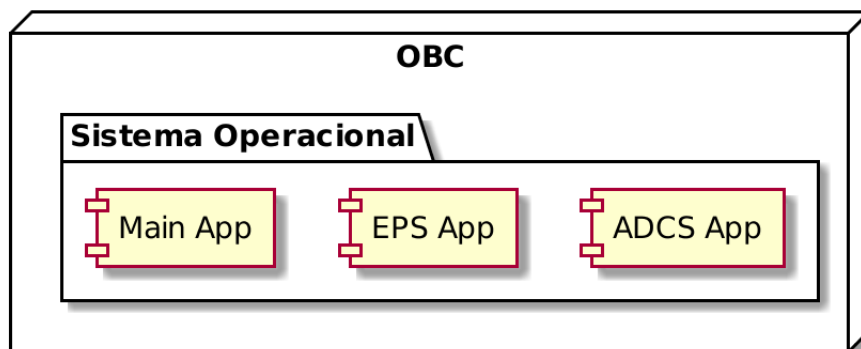 OBC
Sistema Operacional
Main App
EPS App
ADCS App